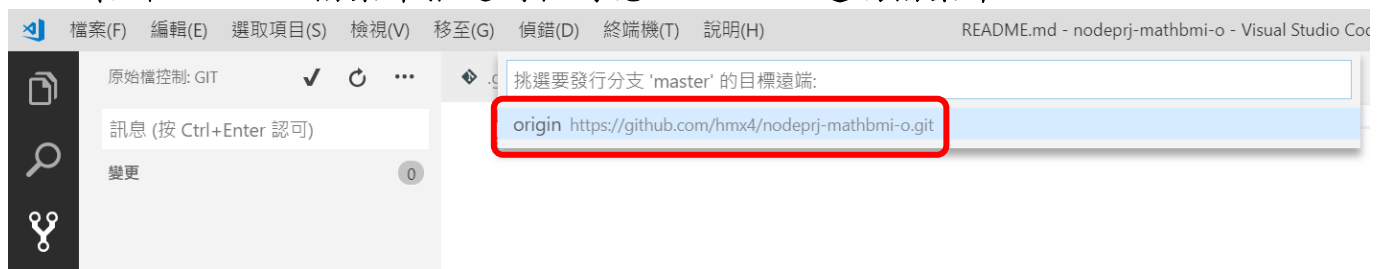 檔案(F) 編輯(E) 選取項目(S) 檢視(V) 移至(G) 偵錯(D) 終端機(T) 說明(H) README.md - nodeprj-mathbmi-o - Visual Studio Coc
原始檔控制: GIT
挑選要發行分支 'master' 的目標遠端:
origin https://github.com/hmx4/nodeprj-mathbmi-o.git
訊息 (按 Ctrl+Enter 認可)
變更 0